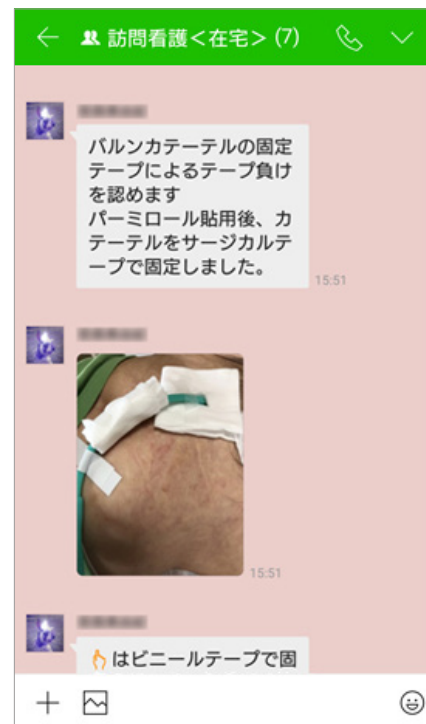 訪問看護<在宅> (7)
バルンカテーテルの固定
テープによるテープ負け
を認めます
パーミロール貼用後、カ
テーテルをサージカルテ
ープで固定しました。
15:51
15:51
はビニールテープで固